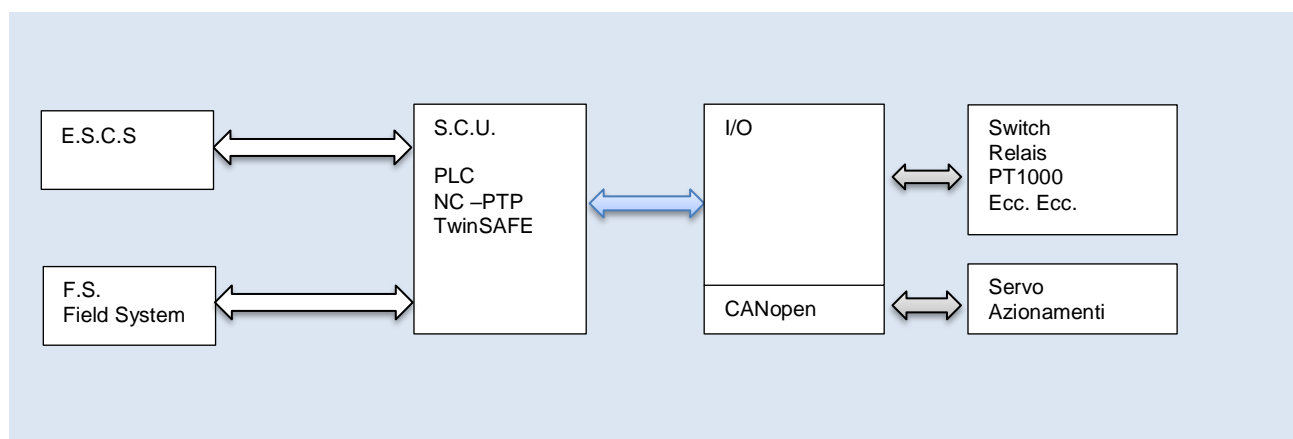 E.S.C.S
F.S.
Field System
S.C.U.
PLC
NC –PTP
TwinSAFE
I/O
CANopen
Switch
Relais
PT1000
Ecc. Ecc.
Servo
Azionamenti